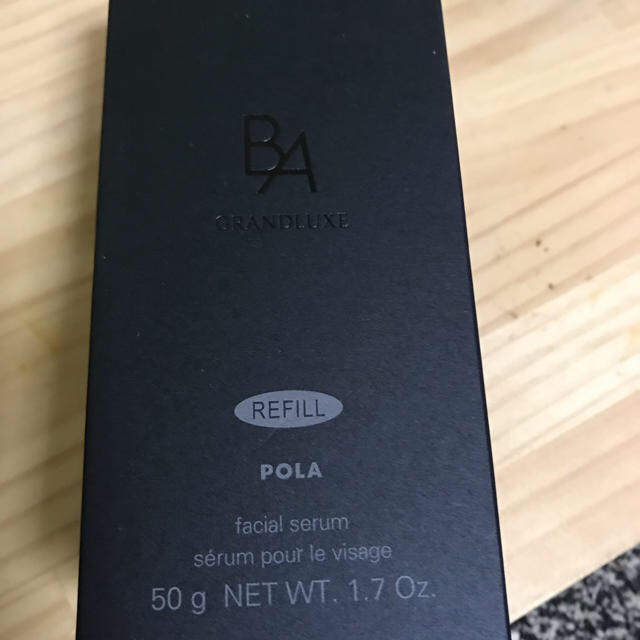 BA
GRANDLUXE
REFILL
POLA
facial serum
sérum pour le visage
50 g NET WT. 1.7 Oz.